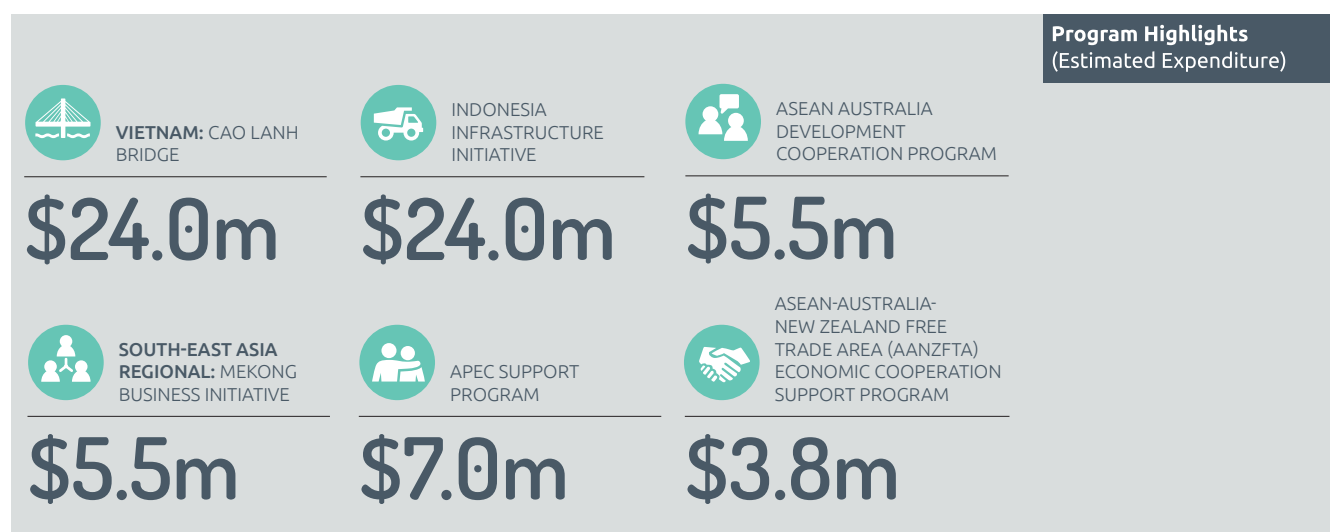 Program Highlights
(Estimated Expenditure)
VIETNAM: CAO LANH
BRIDGE
$24.0m
INDONESIA
INFRASTRUCTURE
INITIATIVE
$24.0m
ASEAN AUSTRALIA
DEVELOPMENT
COOPERATION PROGRAM
$5.5m
SOUTH-EAST ASIA
REGIONAL: MEKONG
BUSINESS INITIATIVE
$5.5m
APEC SUPPORT
PROGRAM
$7.0m
ASEAN-AUSTRALIA-
NEW ZEALAND FREE
TRADE AREA (AANZFTA)
ECONOMIC COOPERATION
SUPPORT PROGRAM
$3.8m